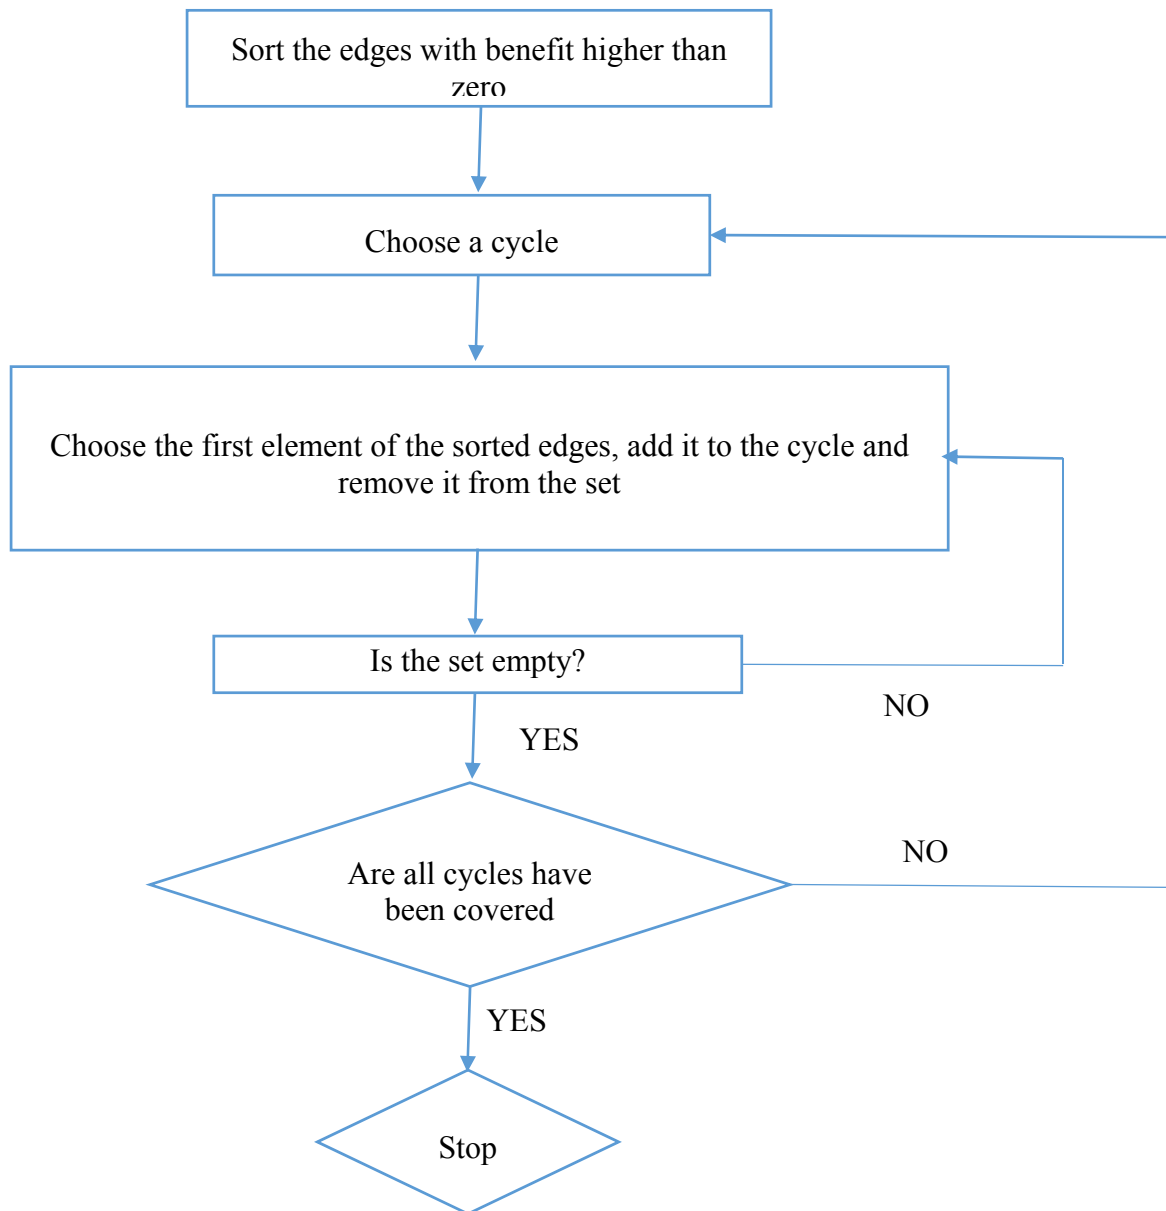 Sort the edges with benefit higher than
zero
Choose a cycle
Choose the first element of the sorted edges, add it to the cycle and
remove it from the set
Is the set empty?
NO
YES
NO
Are all cycles have
been covered
YES
Stop